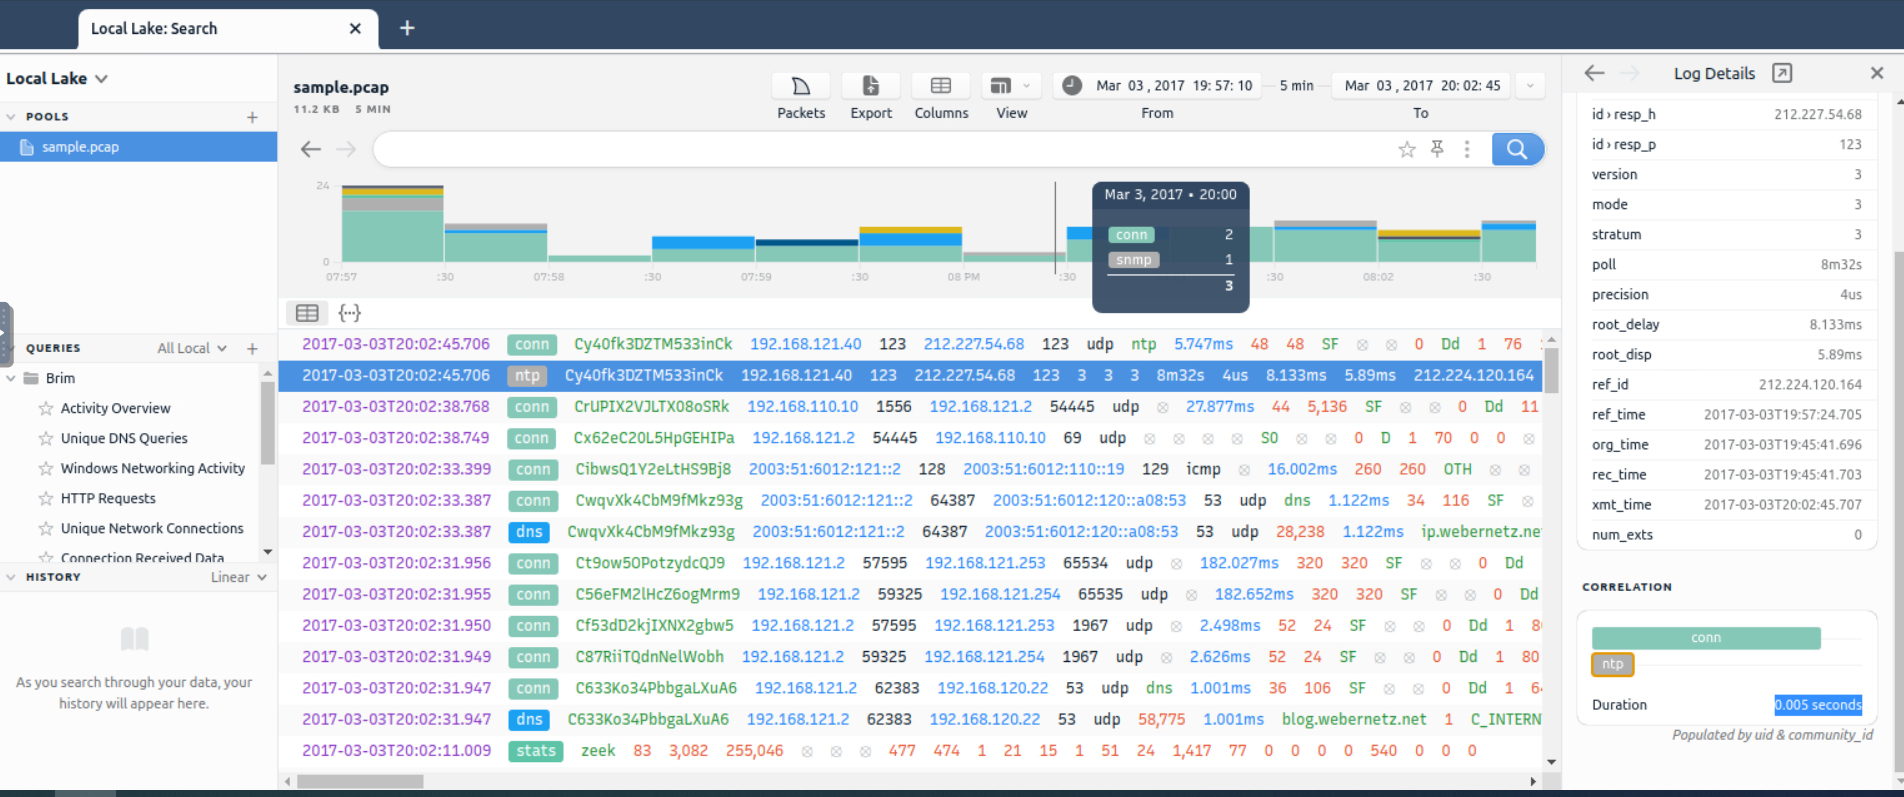 Local Lake: Search
Local Lake
POOLS
sample.pcap
QUERIES All Local
Brim
Activity Overview
Unique DNS Queries
Windows Networking Activity
HTTP Requests
Unique Network Connections
Connection Received Data
HISTORY Linear
As you search through your data, your
history will appear here.
sample.pcap
11.2 KB 5 MIN
Packets Export Columns View
Mar 03 , 2017 19: 57: 10 5 min Mar 03 , 2017 20: 02: 45
From To
24
0
07:57 :30 07:58 :30 07:59 :30 08 PM :30 :30 08:02 :30
Mar 3, 2017 • 20:00
conn 2
snmp 1
3
2017-03-03T20:02:45.706 conn Cy40fk3DZTM533inCk 192.168.121.40 123 212.227.54.68 123 udp ntp 5.747ms 48 48 SF 0 Dd 1 76
2017-03-03T20:02:45.706 ntp Cy40fk3DZTM533inCk 192.168.121.40 123 212.227.54.68 123 3 3 3 8m32s 4us 8.133ms 5.89ms 212.224.120.164
2017-03-03T20:02:38.768 conn CrUPIX2VJLTX08oSRk 192.168.110.10 1556 192.168.121.2 54445 udp 27.877ms 44 5,136 SF 0 Dd 11
2017-03-03T20:02:38.749 conn Cx62eC20L5HpGEHIPa 192.168.121.2 54445 192.168.110.10 69 udp S0 0 D 1 70 0 0
2017-03-03T20:02:33.399 conn CibwsQ1Y2eLtHS9Bj8 2003:51:6012:121::2 128 2003:51:6012:110::19 129 icmp 16.002ms 260 260 OTH
2017-03-03T20:02:33.387 conn CwqvXk4CbM9fMkz93g 2003:51:6012:121::2 64387 2003:51:6012:120::a08:53 53 udp dns 1.122ms 34 116 SF
2017-03-03T20:02:33.387 dns CwqvXk4CbM9fMkz93g 2003:51:6012:121::2 64387 2003:51:6012:120::a08:53 53 udp 28,238 1.122ms ip.webernetz.ne
2017-03-03T20:02:31.956 conn Ct9ow5OPotzydcQJ9 192.168.121.2 57595 192.168.121.253 65534 udp 182.027ms 320 320 SF 0 Dd
2017-03-03T20:02:31.955 conn C56eFM2lHcZ6ogMrm9 192.168.121.2 59325 192.168.121.254 65535 udp 182.652ms 320 320 SF 0 Dd
2017-03-03T20:02:31.950 conn Cf53dD2kjIXNX2gbw5 192.168.121.2 57595 192.168.121.253 1967 udp 2.498ms 52 24 SF 0 Dd 1 8
2017-03-03T20:02:31.949 conn C87RiiTQdnNelWobh 192.168.121.2 59325 192.168.121.254 1967 udp 2.626ms 52 24 SF 0 Dd 1 80
2017-03-03T20:02:31.947 conn C633Ko34PbbgaLXuA6 192.168.121.2 62383 192.168.120.22 53 udp dns 1.001ms 36 106 SF 0 Dd 1 6
2017-03-03T20:02:31.947 dns C633Ko34PbbgaLXuA6 192.168.121.2 62383 192.168.120.22 53 udp 58,775 1.001ms blog.webernetz.net 1 C_INTERN
2017-03-03T20:02:11.009 stats zeek 83 3,082 255,046 477 474 1 21 15 1 51 24 1,417 77 0 0 0 0 540 0 0 0
Log Details
id › resp_h 212.227.54.68
id › resp_p 123
version 3
mode 3
stratum 3
poll 8m32s
precision 4us
root_delay 8.133ms
root_disp 5.89ms
ref_id 212.224.120.164
ref_time 2017-03-03T19:57:24.705
org_time 2017-03-03T19:45:41.696
rec_time 2017-03-03T19:45:41.703
xmt_time 2017-03-03T20:02:45.707
num_exts 0
CORRELATION
conn
ntp
Duration 0.005 seconds
Populated by uid & community_id